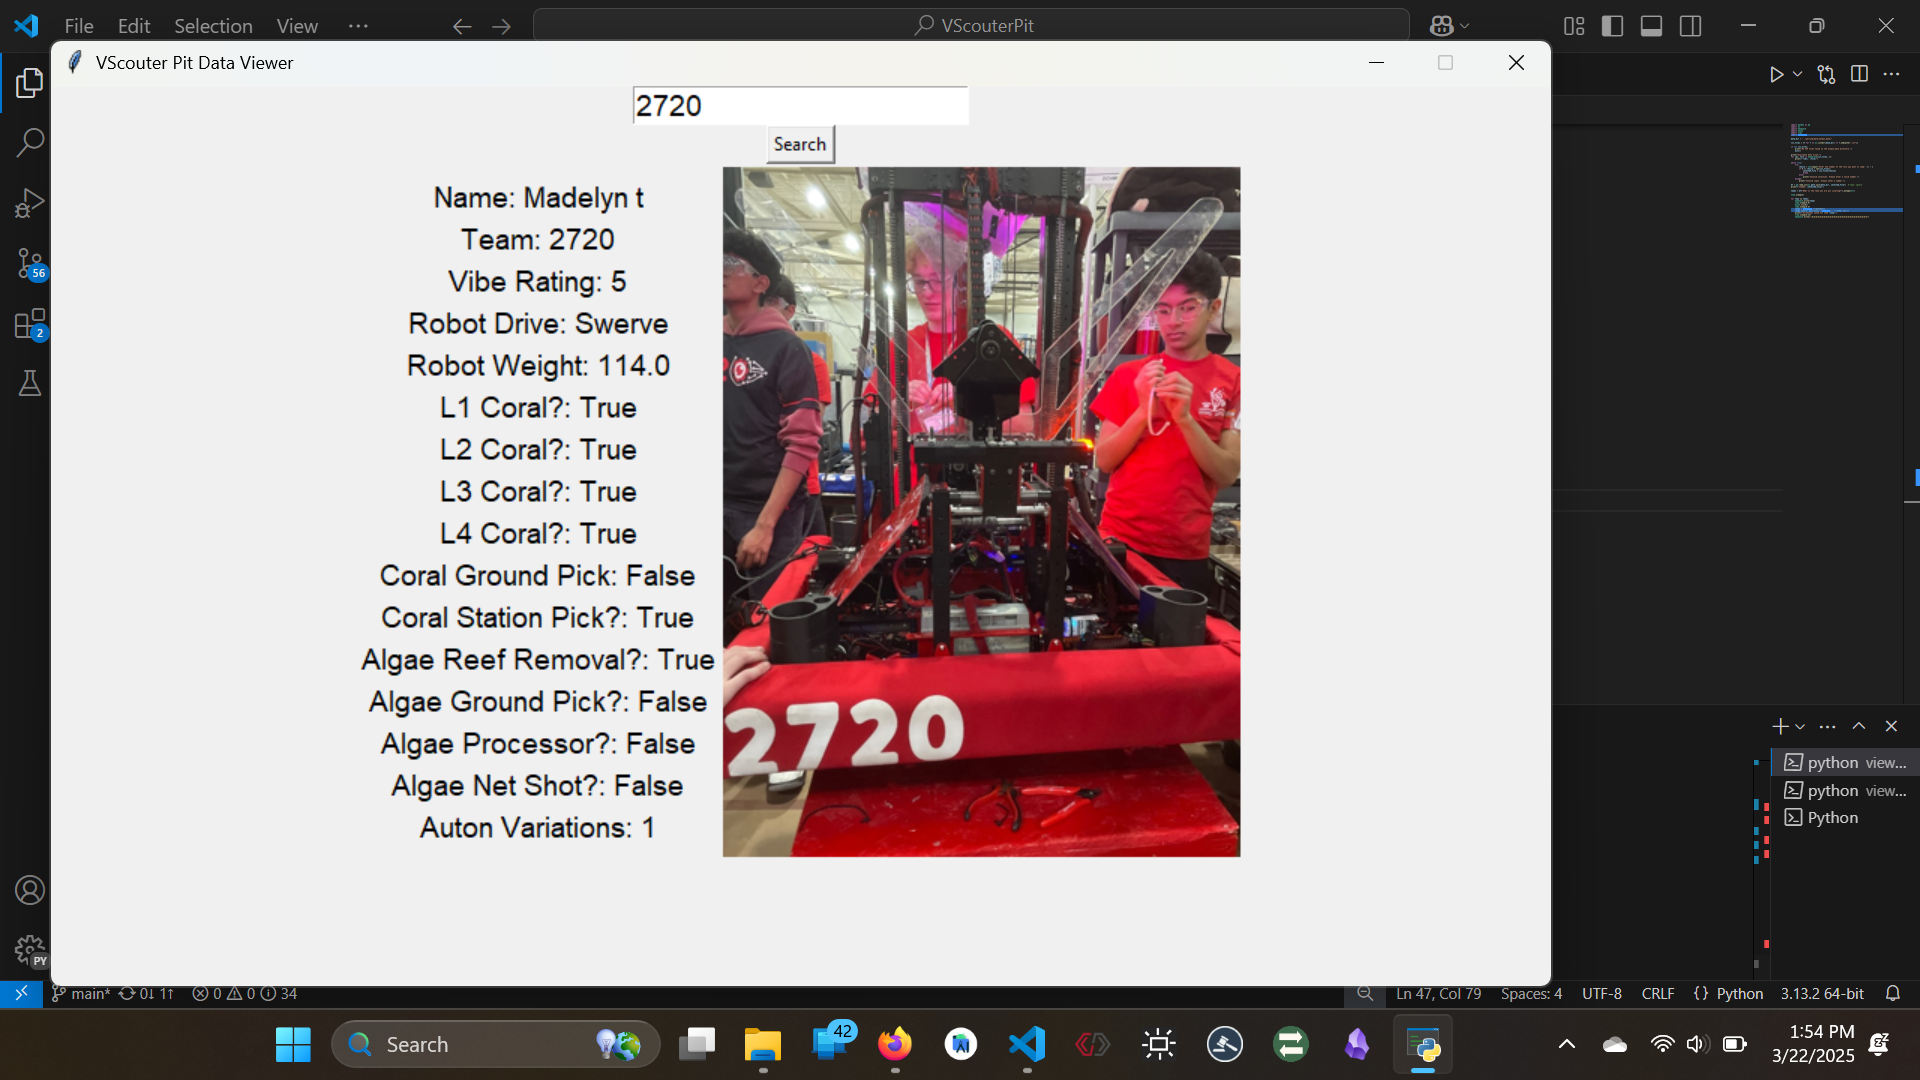 File Edit Selection View ···
VScouterPit
VScouter Pit Data Viewer
2720
Search
Name: Madelyn t
Team: 2720
Vibe Rating: 5
Robot Drive: Swerve
Robot Weight: 114.0
L1 Coral?: True
L2 Coral?: True
L3 Coral?: True
L4 Coral?: True
Coral Ground Pick: False
Coral Station Pick?: True
Algae Reef Removal?: True
Algae Ground Pick?: False
Algae Processor?: False
Algae Net Shot?: False
Auton Variations: 1
2720
56
2
PY
python view...
python view...
Python
main* 0↓ 1↑ 0 0 34
Ln 47, Col 79 Spaces: 4 UTF-8 CRLF {} Python 3.13.2 64-bit
Search
42
1:54 PM
3/22/2025